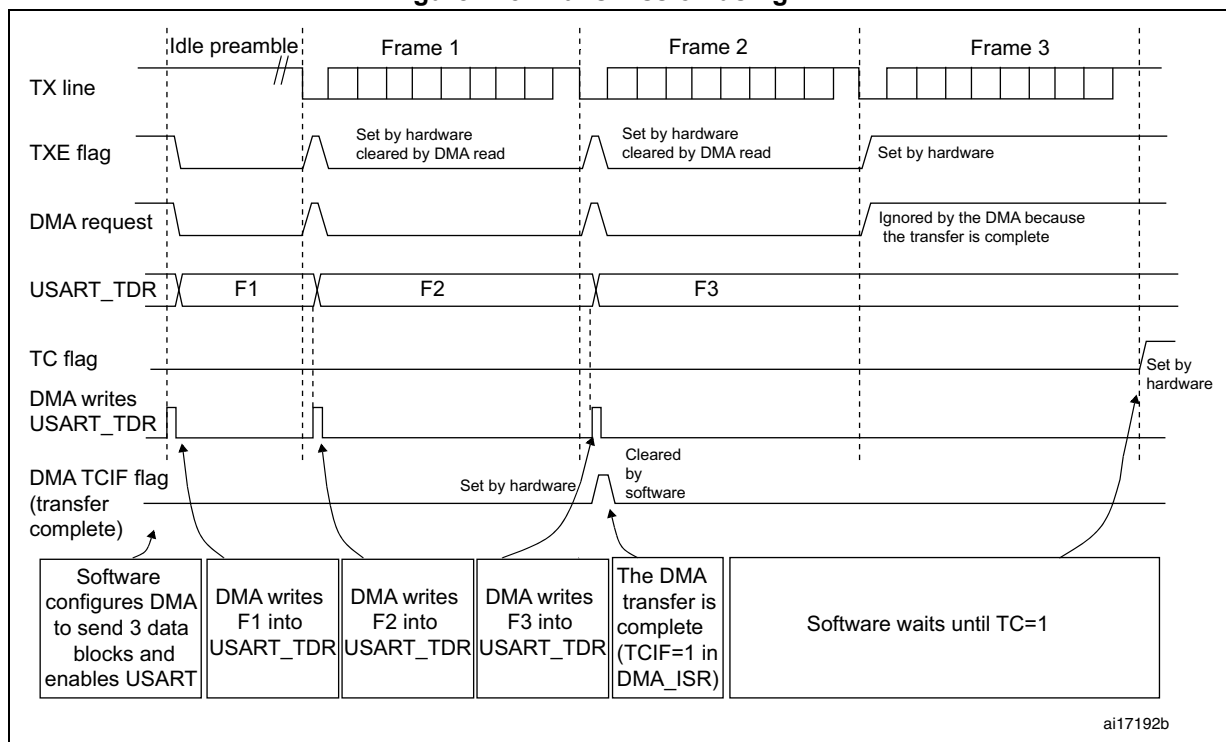 Idle preamble Frame 1 Frame 2 Frame 3
TX line
TXE flag
Set by hardware
cleared by DMA read
Set by hardware
cleared by DMA read
Set by hardware
DMA request
Ignored by the DMA because
the transfer is complete
USART_TDR F1 F2 F3
TC flag
Set by
hardware
DMA writes
USART_TDR
DMA TCIF flag
(transfer
complete)
Set by hardware
Cleared
by
software
Software
configures DMA
to send 3 data
blocks and
enables USART
DMA writes
F1 into
USART_TDR
DMA writes
F2 into
USART_TDR
DMA writes
F3 into
USART_TDR
The DMA
transfer is
complete
(TCIF=1 in
DMA_ISR)
Software waits until TC=1
ai17192b